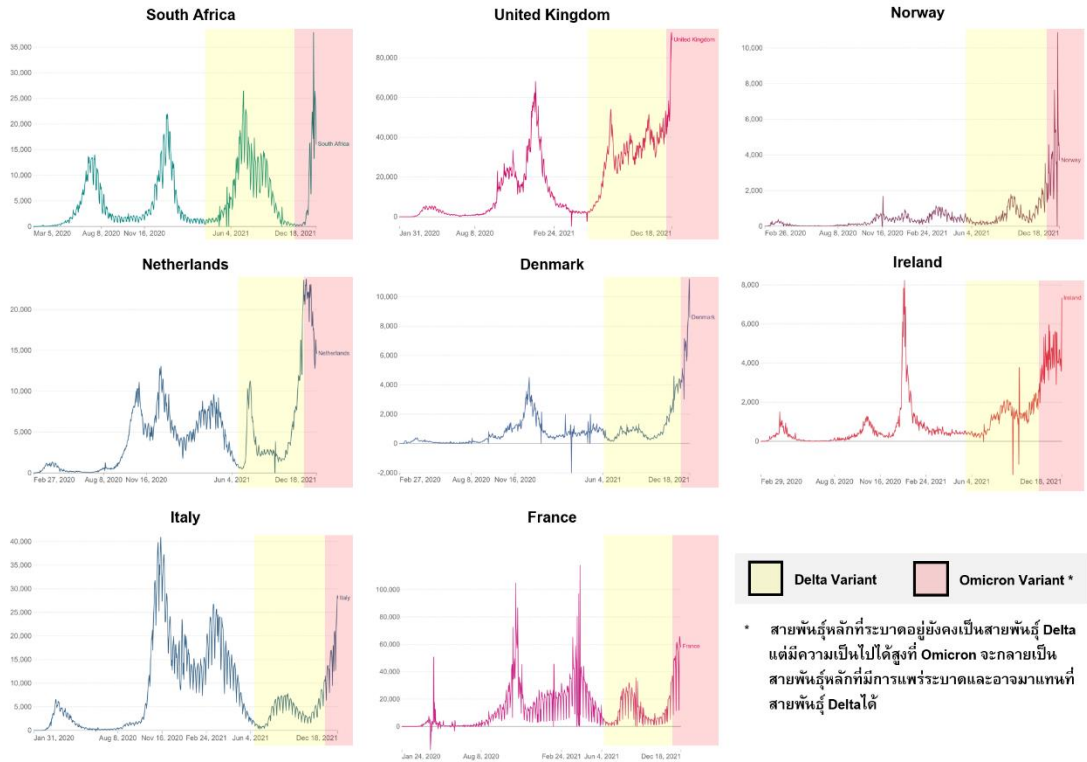 South Africa
35,000
30,000
25,000
20,000
15,000
10,000
5,000
0
South Africa
Mar 5, 2020 Aug 8, 2020 Nov 16, 2020 Jun 4, 2021 Dec 18, 2021
United Kingdom
80,000
60,000
40,000
20,000
0
United Kingdom
Jan 31, 2020 Aug 8, 2020 Feb 24, 2021 Dec 18, 2021
Norway
10,000
8,000
6,000
4,000
2,000
0
Norway
Feb 26, 2020 Aug 8, 2020 Nov 16, 2020 Feb 24, 2021 Jun 4, 2021 Dec 18, 2021
Netherlands
20,000
15,000
10,000
5,000
0
Netherlands
Feb 27, 2020 Aug 8, 2020 Nov 16, 2020 Jun 4, 2021 Dec 18, 2021
Denmark
10,000
8,000
6,000
4,000
2,000
0
-2,000
Denmark
Feb 27, 2020 Aug 8, 2020 Nov 16, 2020 Jun 4, 2021 Dec 18, 2021
Ireland
8,000
6,000
4,000
2,000
0
Ireland
Feb 29, 2020 Aug 8, 2020 Nov 16, 2020 Feb 24, 2021 Jun 4, 2021 Dec 18, 2021
Italy
40,000
35,000
30,000
25,000
20,000
15,000
10,000
5,000
0
Italy
Jan 31, 2020 Aug 8, 2020 Nov 16, 2020 Feb 24, 2021 Jun 4, 2021 Dec 18, 2021
France
100,000
80,000
60,000
40,000
20,000
0
France
Jan 24, 2020 Aug 8, 2020 Feb 24, 2021 Jun 4, 2021 Dec 18, 2021
Delta Variant Omicron Variant *
* สายพันธุ์หลักที่ระบาดอยู่ยังคงเป็นสายพันธุ์ Delta
แต่มีความเป็นไปได้สูงที่ Omicron จะกลายเป็น
สายพันธุ์หลักที่มีการแพร่ระบาดและอาจมาแทนที่
สายพันธุ์ Deltaได้